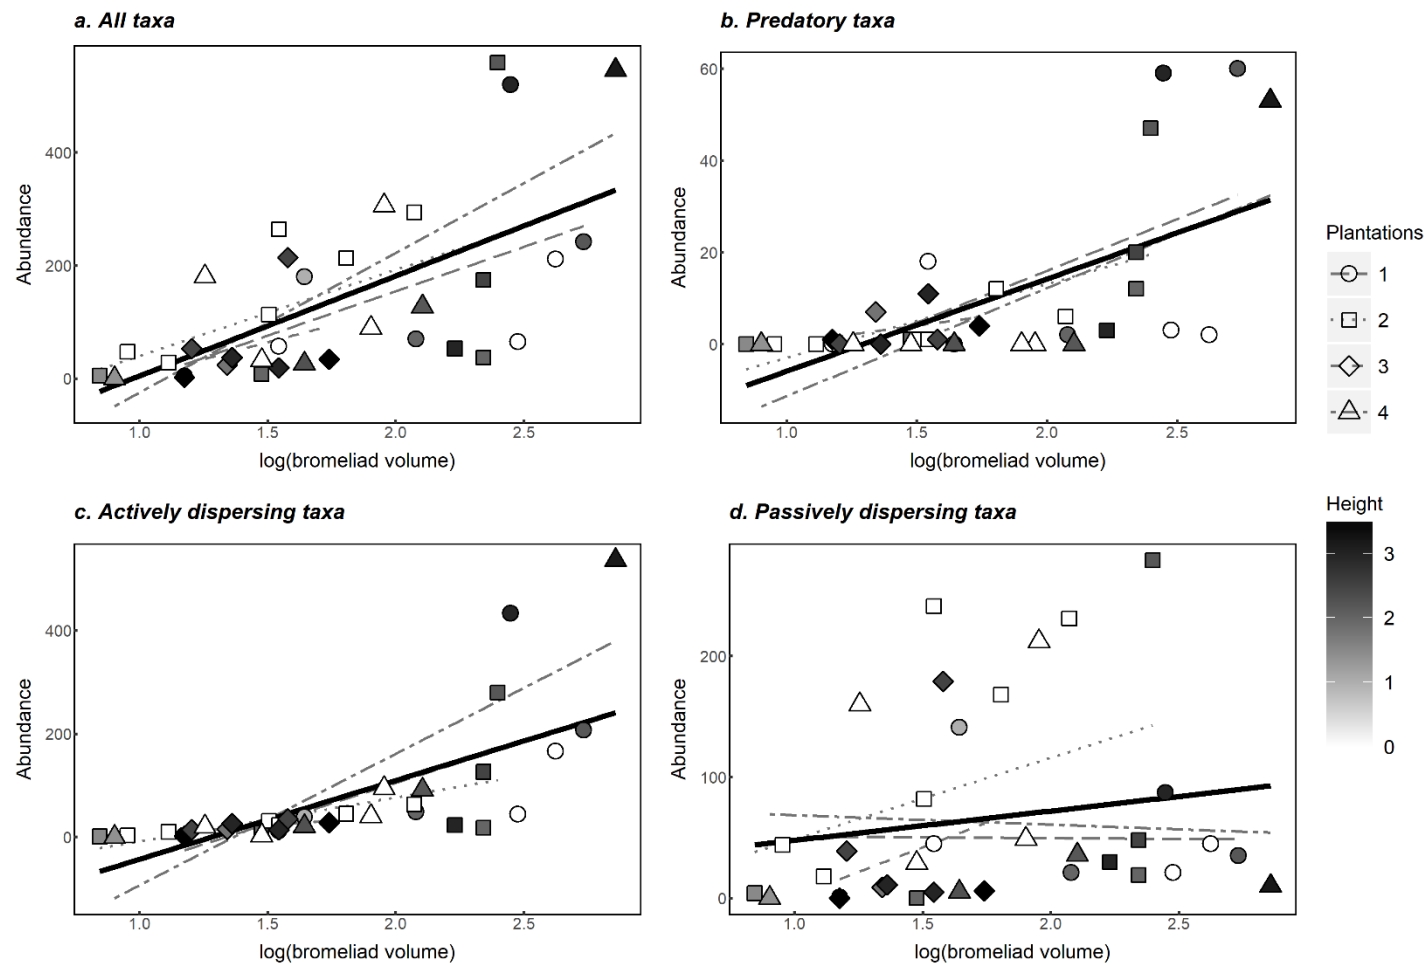 a. All taxa
400
200
0
Abundance
1.0 1.5 2.0 2.5
log(bromeliad volume)
b. Predatory taxa
60
40
20
0
Abundance
1.0 1.5 2.0 2.5
log(bromeliad volume)
Plantations
1
2
3
4
c. Actively dispersing taxa
400
200
0
Abundance
1.0 1.5 2.0 2.5
log(bromeliad volume)
d. Passively dispersing taxa
200
100
0
Abundance
1.0 1.5 2.0 2.5
log(bromeliad volume)
Height
3
2
1
0